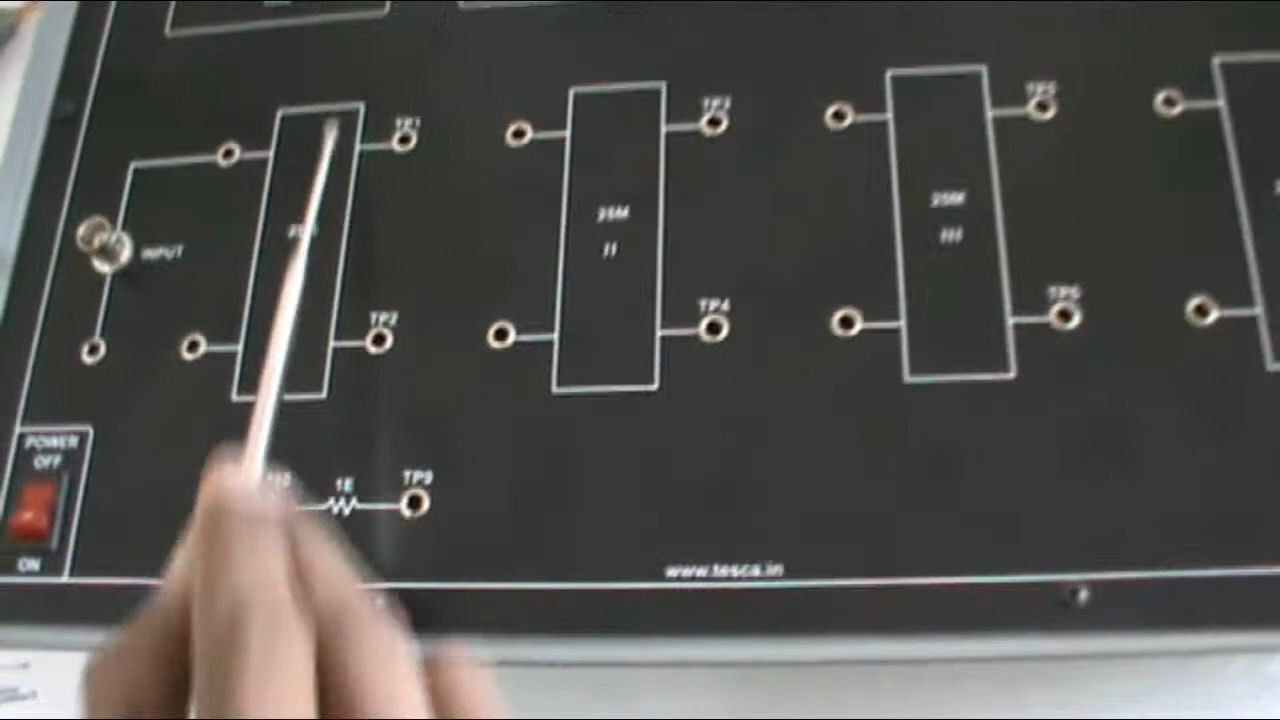 TP1
TP3
TP5
25M
II
25M
III
INPUT
TP2
TP4
TP6
POWER
OFF
ON
1E
TP9
www.tesca.in